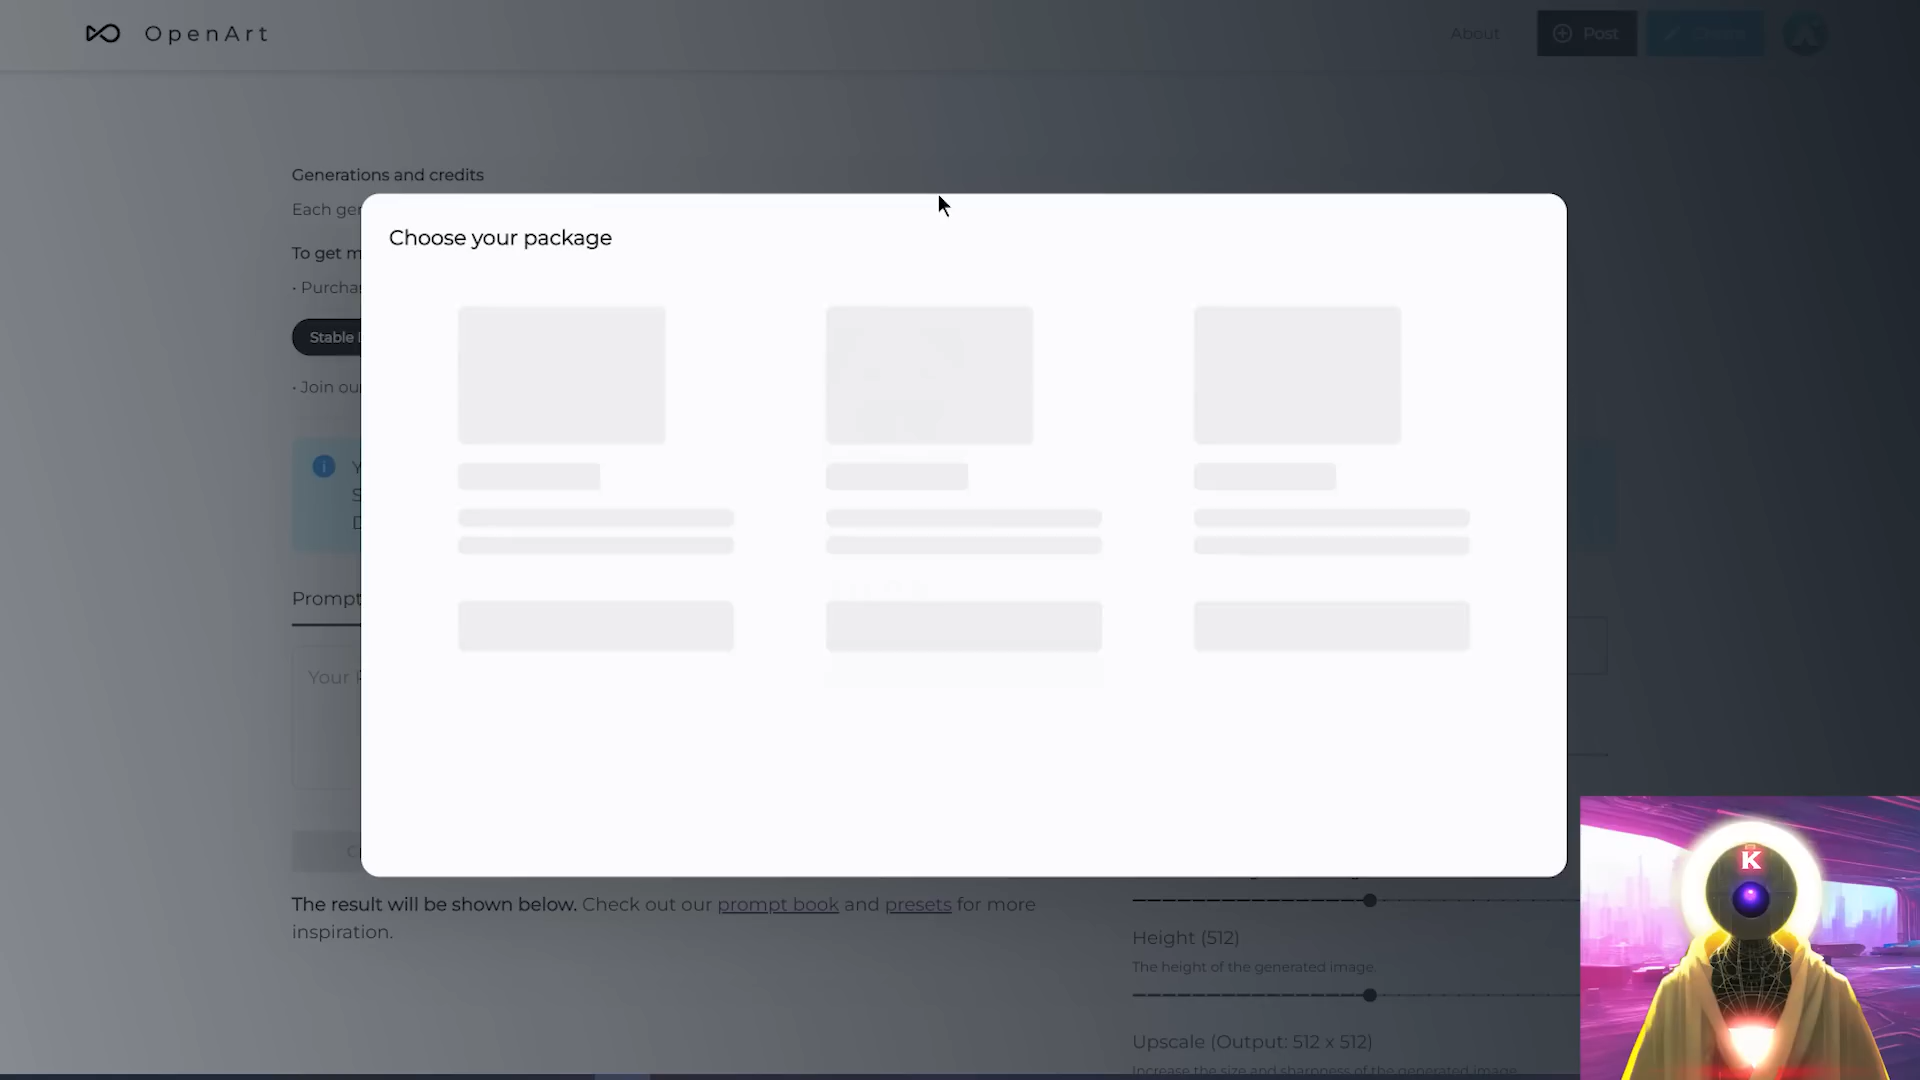 OpenArt
About
Post
Generations and credits
Each ge
To get m
• Purcha
Stable
• Join ou
Choose your package
Prompt
Your
The result will be shown below. Check out our prompt book and presets for more
inspiration.
Height (512)
The height of the generated image.
Upscale (Output: 512 x 512)
Increase the size and sharpness of the generated image
K